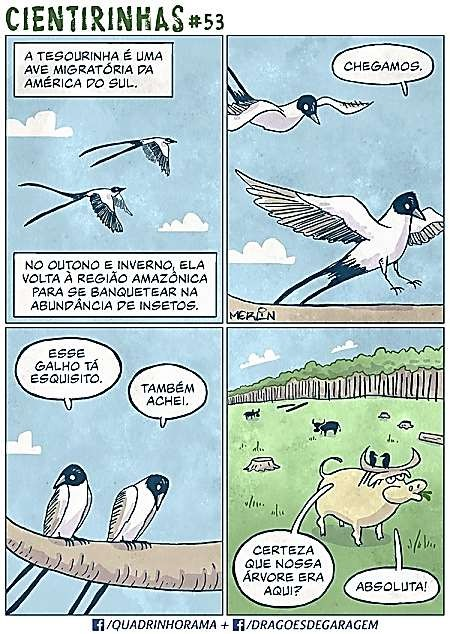 CIENTIRINHAS #53
A TESOURINHA É UMA
AVE MIGRATÓRIA DA
AMÉRICA DO SUL.
NO OUTONO E INVERNO, ELA
VOLTA À REGIÃO AMAZÔNICA
PARA SE BANQUETEAR NA
ABUNDÂNCIA DE INSETOS.
CHEGAMOS.
MERLIN
ESSE
GALHO TÁ
ESQUISITO.
TAMBÉM
ACHEI.
CERTEZA
QUE NOSSA
ÁRVORE ERA
AQUI?
ABSOLUTA!
/QUADRINHORAMA + /DRAGOESDEGARAGEM